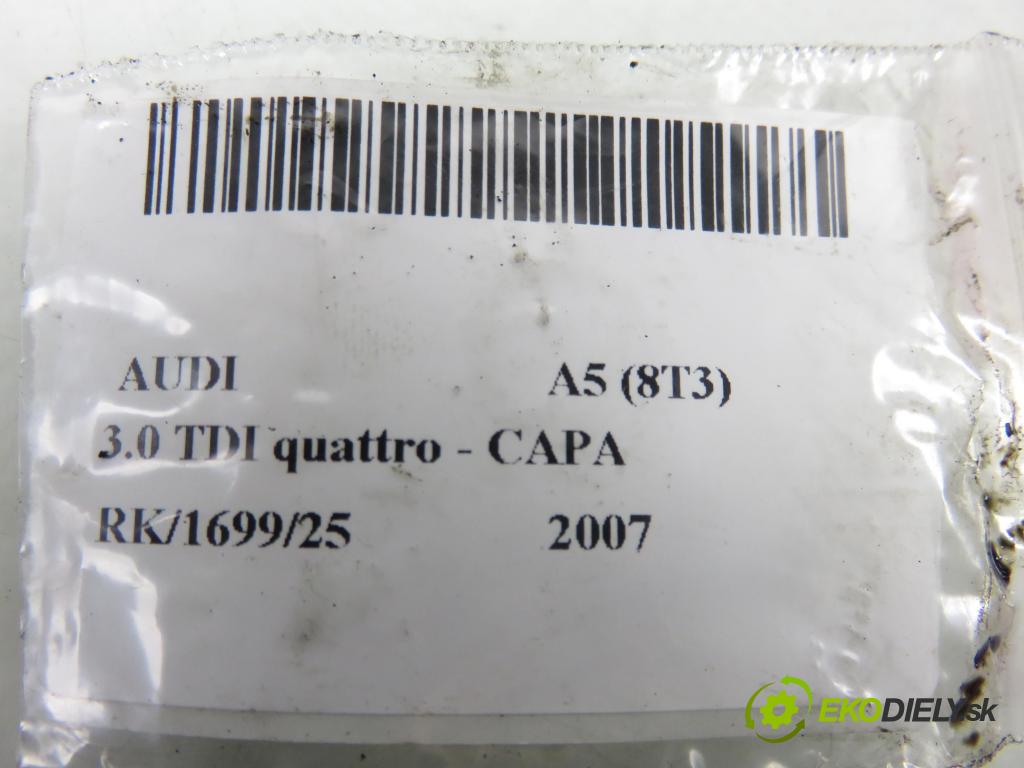 AUDI A5 (8T3)
3.0 TDI quattro - CAPA
RK/1699/25 2007
EKODIELY.sk